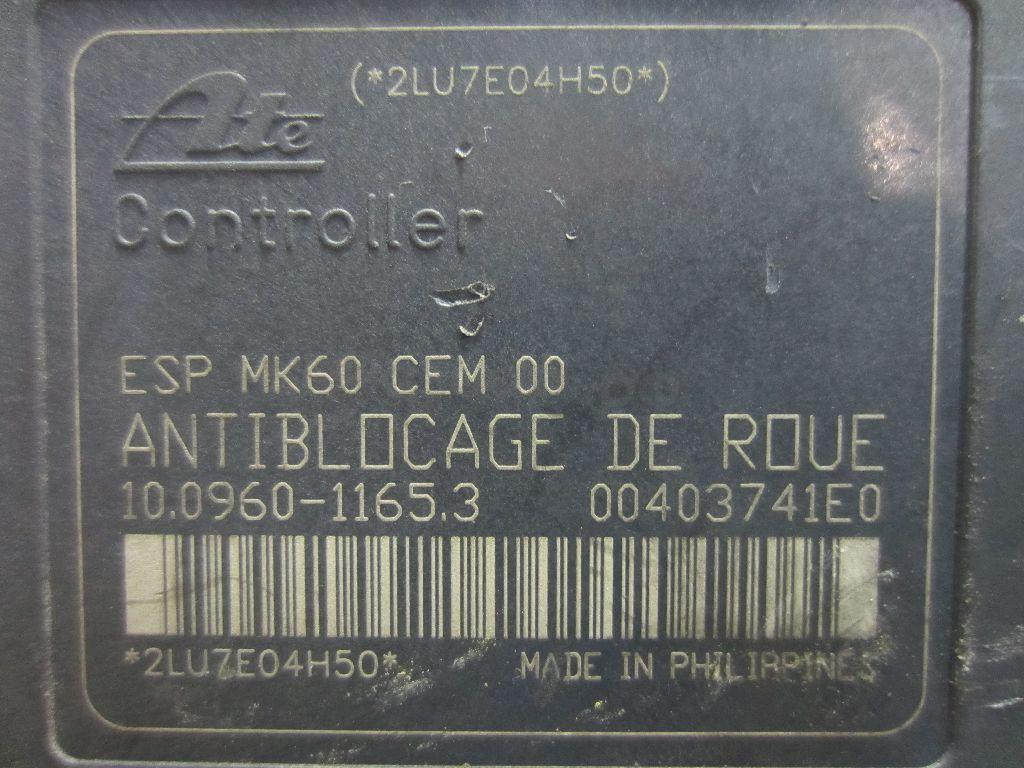 (*2LU7E04H50*)
Ate
Controller
ESP MK60 CEM 00
ANTIBLOCAGE DE ROUE
10.0960-1165.3 00403741E0
*2LU7E04H50*
MADE IN PHILIPPINES